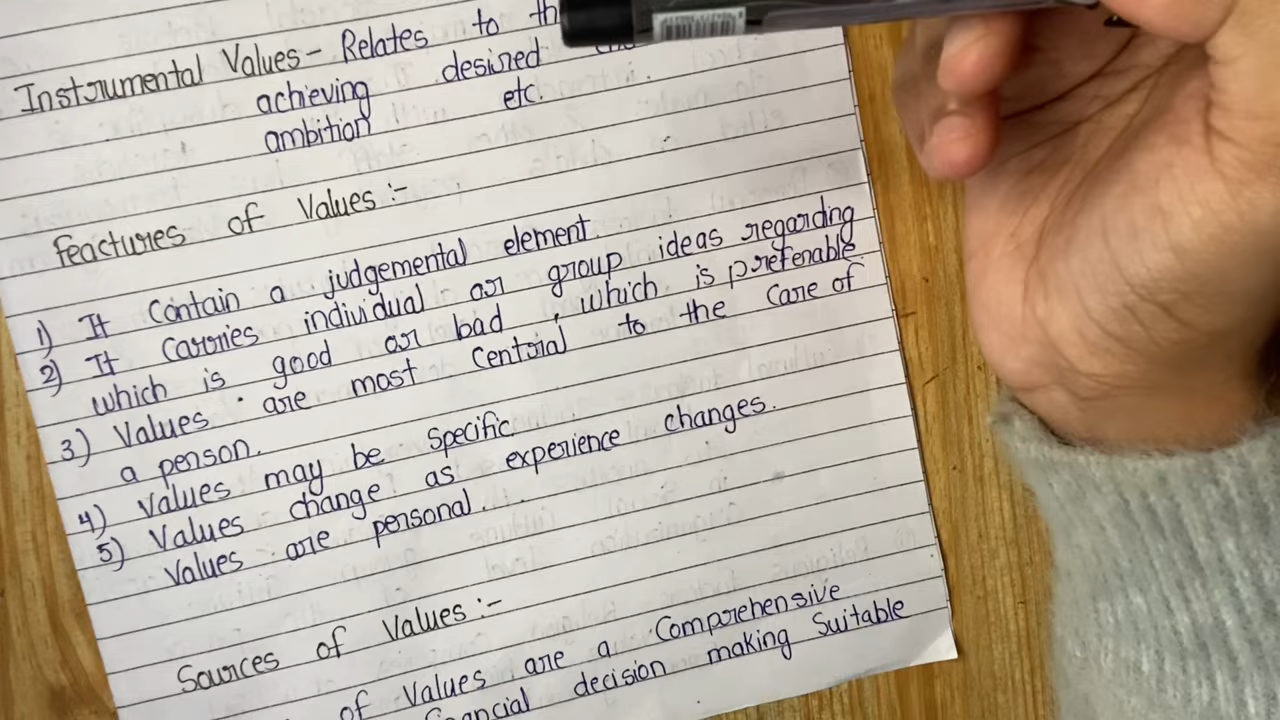 Instrumental Values - Relates to th
achieving desired
ambition etc.
Feactures of Values :-
1) It Contain a judgemental element
2) It Carries individual or group ideas regarding
which is good or bad , which is preferable.
3) Values are most Central to the Care of
a person.
4) Values may be Specific.
5) Values change as experience changes.
Values are personal.
Sources of Values :-
of Values are a Comprehensive
financial decision making Suitable